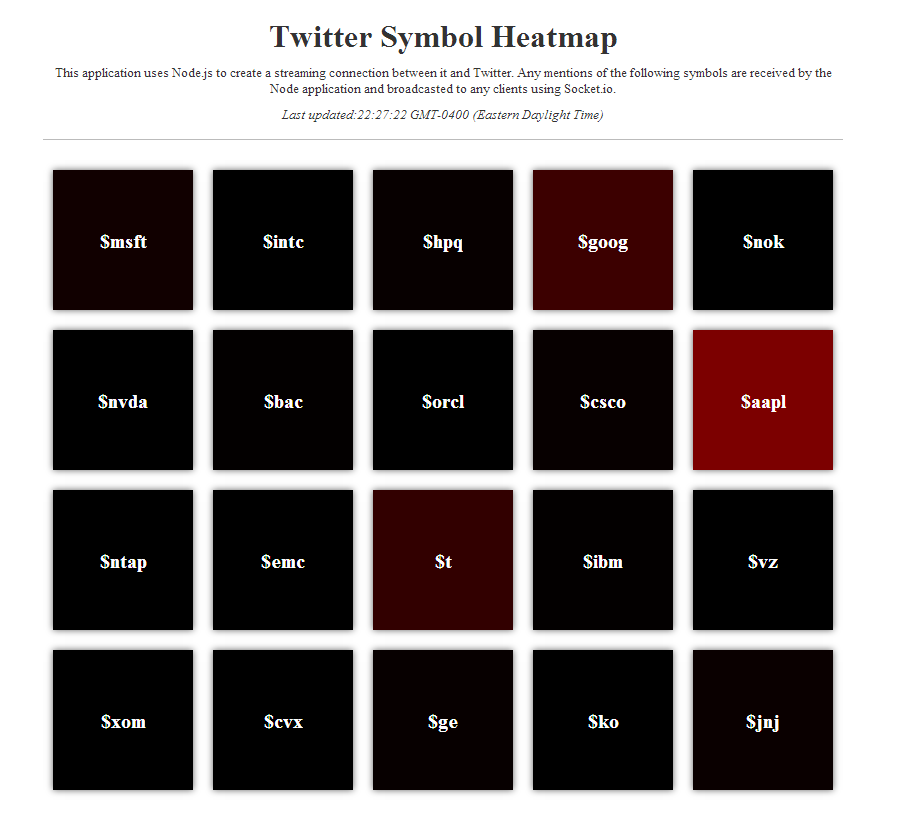 Twitter Symbol Heatmap
This application uses Node.js to create a streaming connection between it and Twitter. Any mentions of the following symbols are received by the
Node application and broadcasted to any clients using Socket.io.
Last updated:22:27:22 GMT-0400 (Eastern Daylight Time)
$msft
$intc
$hpq
$goog
$nok
$nvda
$bac
$orcl
$csco
$aapl
$ntap
$emc
$t
$ibm
$vz
$xom
$cvx
$ge
$ko
$jnj